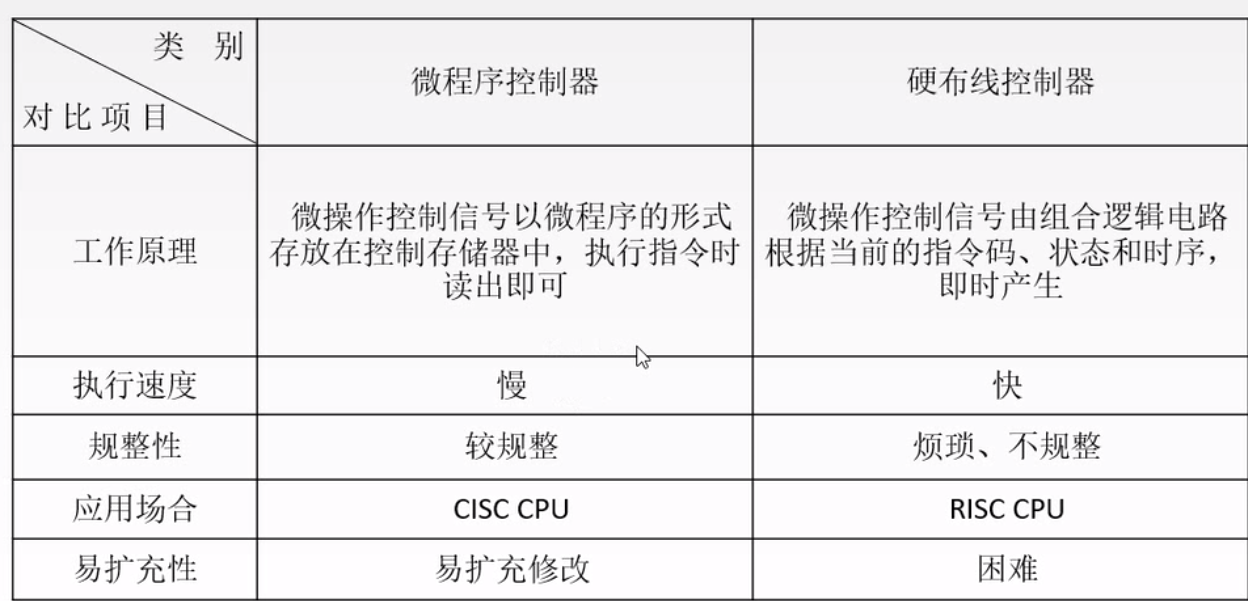 类 别
对比项目
微程序控制器
硬布线控制器
工作原理
微操作控制信号以微程序的形式
存放在控制存储器中，执行指令时
读出即可
微操作控制信号由组合逻辑电路
根据当前的指令码、状态和时序，
即时产生
执行速度
慢
快
规整性
较规整
烦琐、不规整
应用场合
CISC CPU
RISC CPU
易扩充性
易扩充修改
困难